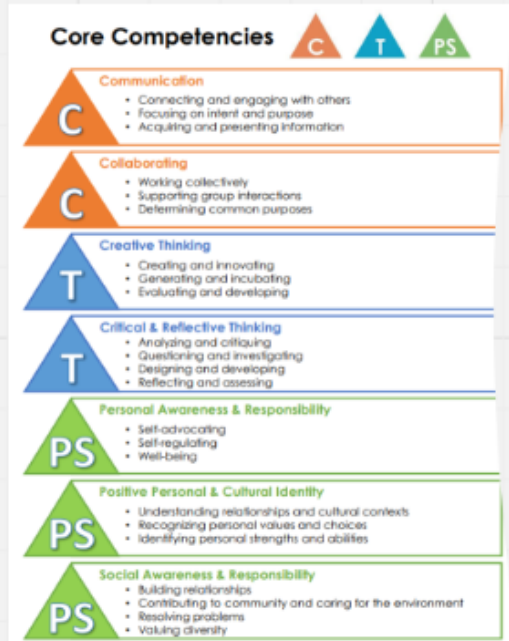 Core Competencies C T PS
Communication
• Connecting and engaging with others
• Focusing on intent and purpose
• Acquiring and presenting information
C
Collaborating
• Working collectively
• Supporting group interactions
• Determining common purposes
C
Creative Thinking
• Creating and innovating
• Generating and incubating
• Evaluating and developing
T
Critical & Reflective Thinking
• Analyzing and critiquing
• Questioning and investigating
• Designing and developing
• Reflecting and assessing
T
Personal Awareness & Responsibility
• Self-advocating
• Self-regulating
• Well-being
PS
Positive Personal & Cultural Identity
• Understanding relationships and cultural contexts
• Recognizing personal values and choices
• Identifying personal strengths and abilities
PS
Social Awareness & Responsibility
• Building relationships
• Contributing to community and caring for the environment
• Resolving problems
• Valuing diversity
PS